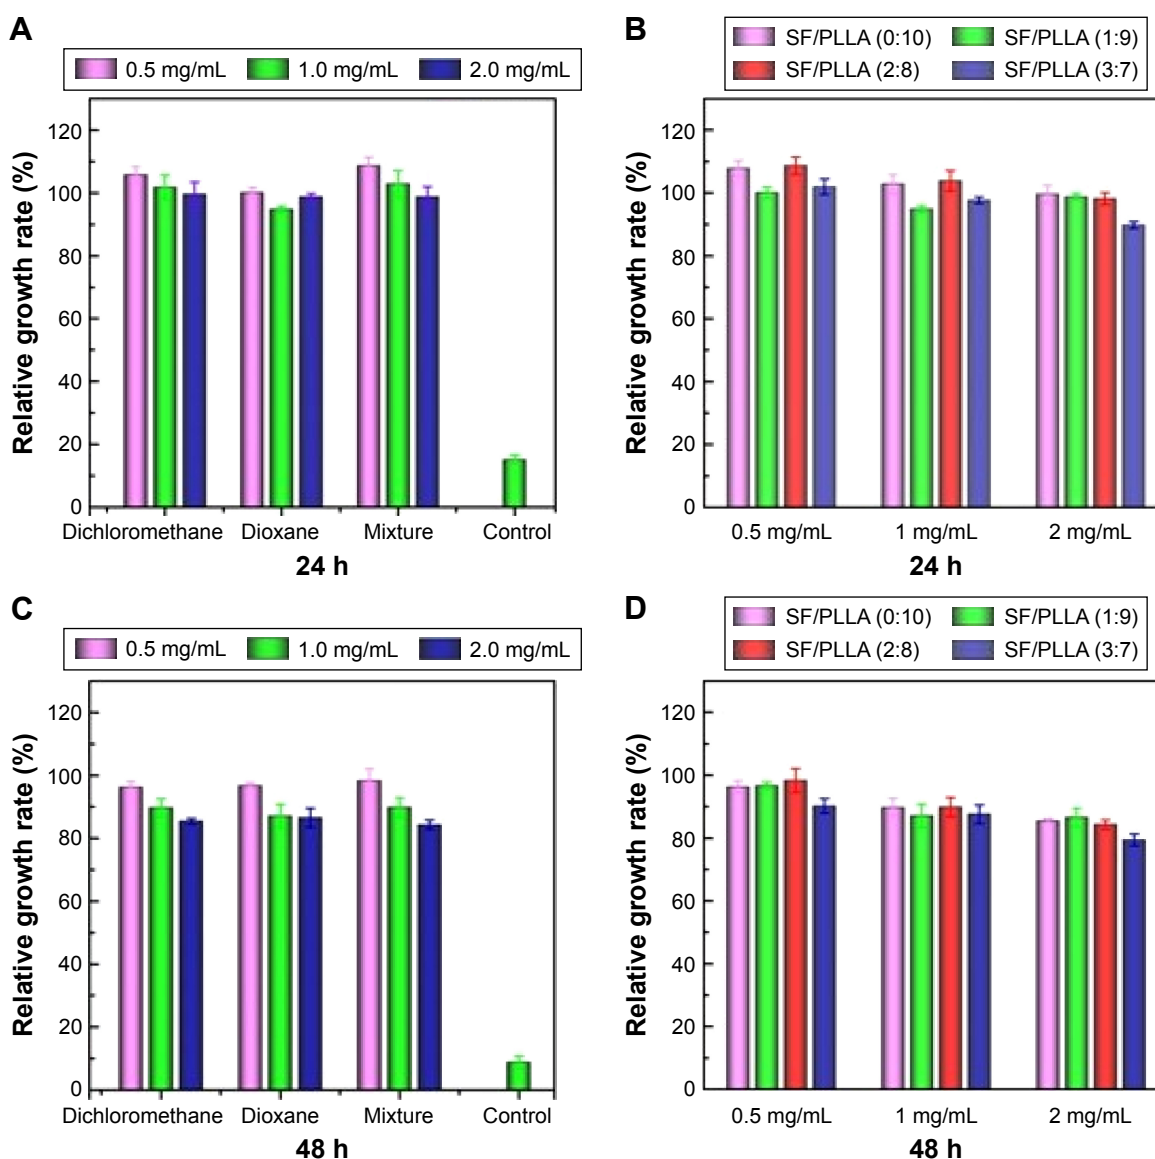 A
0.5 mg/mL 1.0 mg/mL 2.0 mg/mL
Relative growth rate (%)
120
100
80
60
40
20
0
Dichloromethane Dioxane Mixture Control
24 h
B
SF/PLLA (0:10) SF/PLLA (1:9)
SF/PLLA (2:8) SF/PLLA (3:7)
Relative growth rate (%)
120
100
80
60
40
20
0
0.5 mg/mL 1 mg/mL 2 mg/mL
24 h
C
0.5 mg/mL 1.0 mg/mL 2.0 mg/mL
Relative growth rate (%)
120
100
80
60
40
20
0
Dichloromethane Dioxane Mixture Control
48 h
D
SF/PLLA (0:10) SF/PLLA (1:9)
SF/PLLA (2:8) SF/PLLA (3:7)
Relative growth rate (%)
120
100
80
60
40
20
0
0.5 mg/mL 1 mg/mL 2 mg/mL
48 h